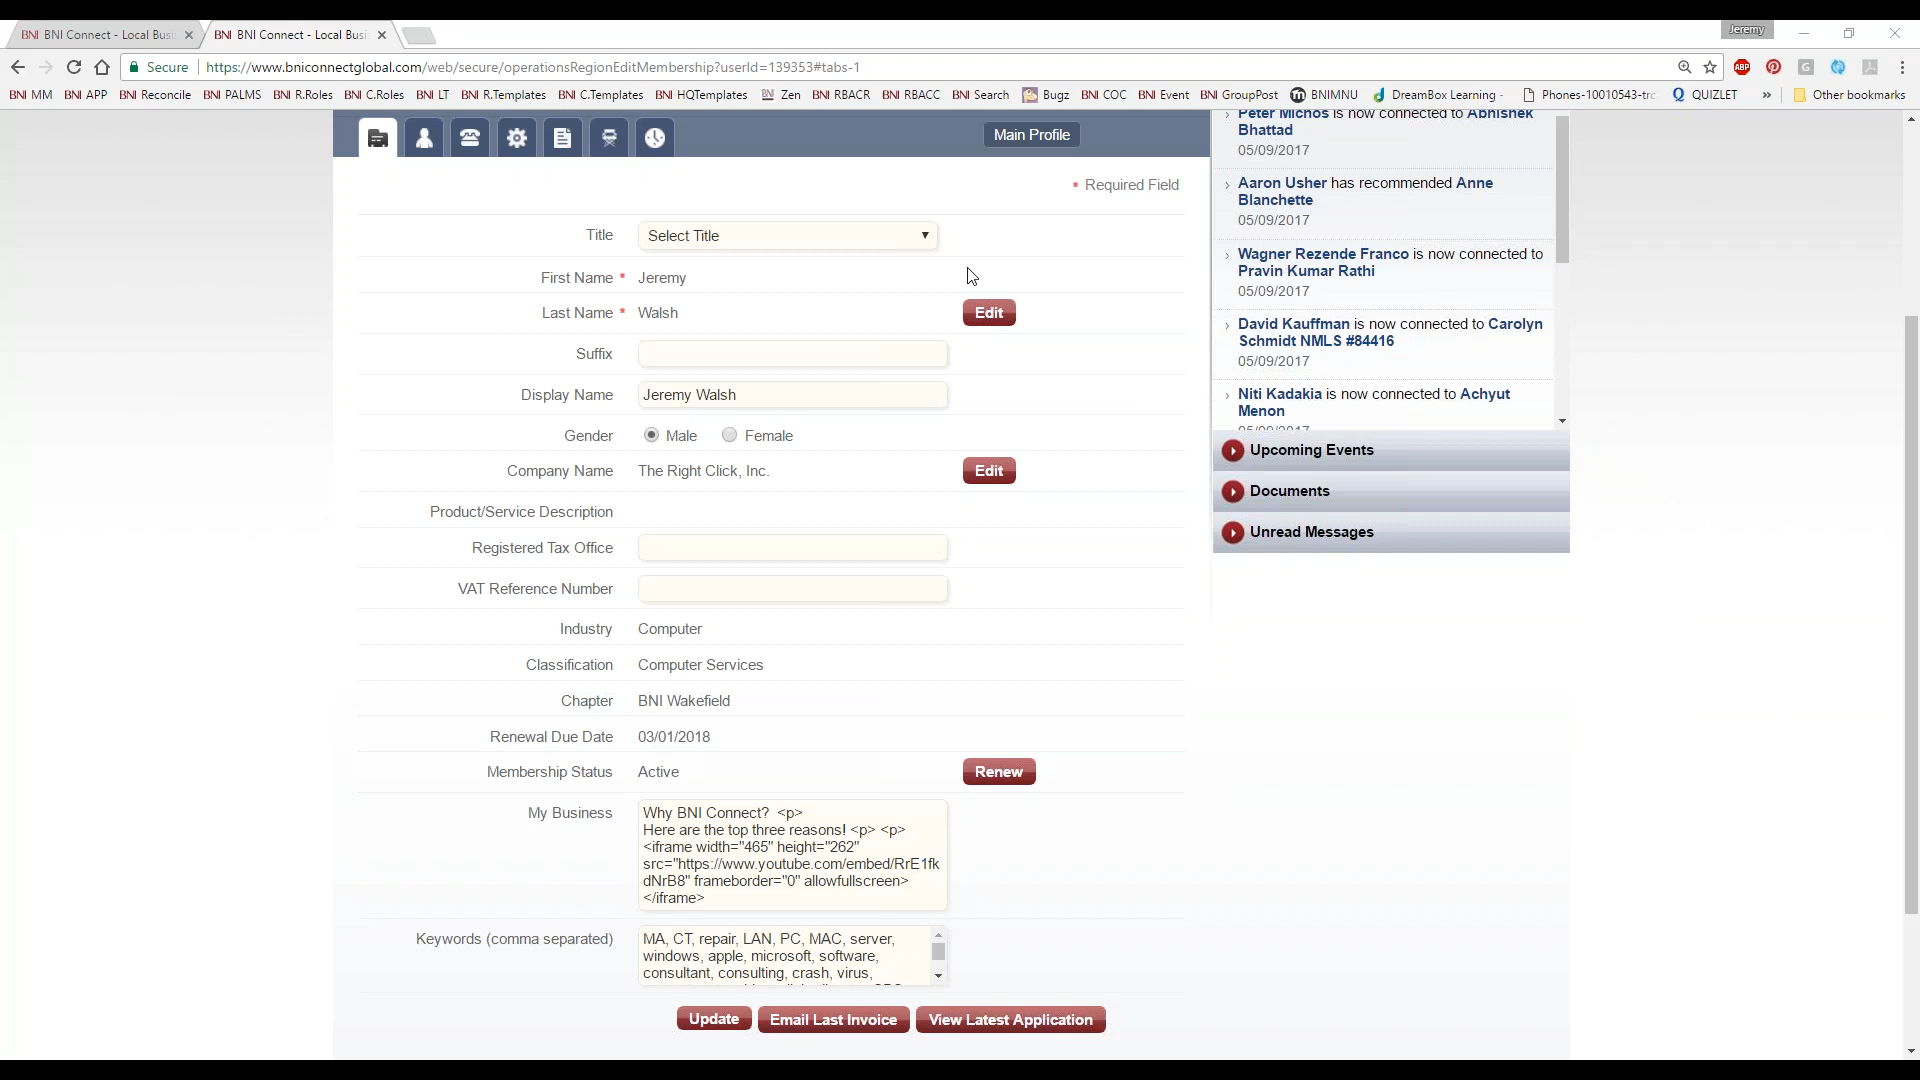 BNI BNI Connect - Local Busi
BNI BNI Connect - Local Busi
Jeremy
Secure https://www.bniconnectglobal.com/web/secure/operationsRegionEditMembership?userId=139353#tabs-1
ABP
BNI MM BNI APP BNI Reconcile BNI PALMS BNI R.Roles BNI C.Roles BNI LT BNI R.Templates BNI C.Templates BNI HQTemplates BNI Zen BNI RBACR BNI RBACC BNI Search Bugz BNI COC BNI Event BNI GroupPost BNIMNU DreamBox Learning - Phones-10010543-trc QUIZLET » Other bookmarks
Main Profile
* Required Field
Title Select Title
First Name * Jeremy
Last Name * Walsh Edit
Suffix
Display Name Jeremy Walsh
Gender Male Female
Company Name The Right Click, Inc. Edit
Product/Service Description
Registered Tax Office
VAT Reference Number
Industry Computer
Classification Computer Services
Chapter BNI Wakefield
Renewal Due Date 03/01/2018
Membership Status Active Renew
My Business Why BNI Connect? <p>
Here are the top three reasons! <p> <p>
<iframe width="465" height="262"
src="https://www.youtube.com/embed/RrE1fk
dNrB8" frameborder="0" allowfullscreen>
</iframe>
Keywords (comma separated) MA, CT, repair, LAN, PC, MAC, server,
windows, apple, microsoft, software,
consultant, consulting, crash, virus,
Update Email Last Invoice View Latest Application
Peter Michos is now connected to Abhishek
Bhattad
05/09/2017
Aaron Usher has recommended Anne
Blanchette
05/09/2017
Wagner Rezende Franco is now connected to
Pravin Kumar Rathi
05/09/2017
David Kauffman is now connected to Carolyn
Schmidt NMLS #84416
05/09/2017
Niti Kadakia is now connected to Achyut
Menon
05/09/2017
Upcoming Events
Documents
Unread Messages